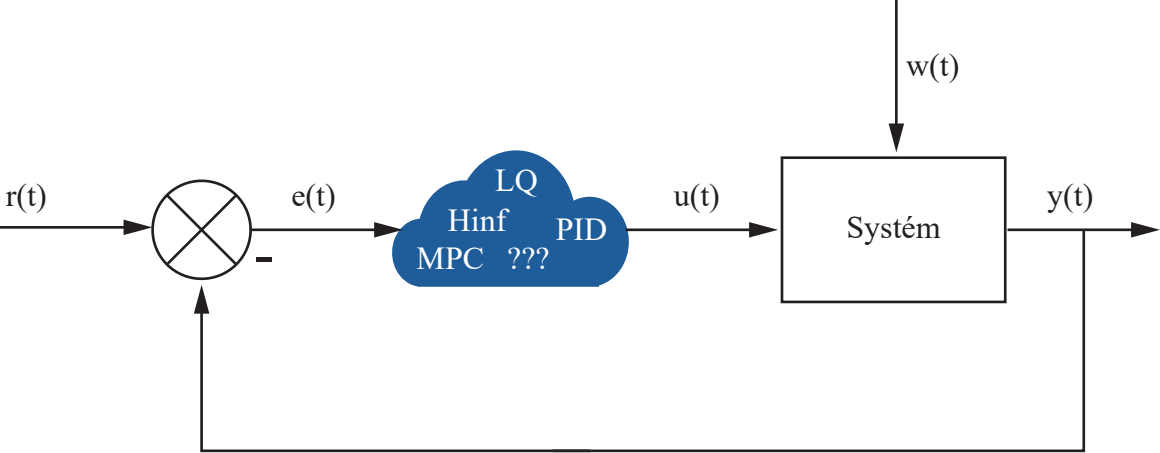 w(t)
r(t)
e(t)
LQ
Hinf
PID
MPC ???
u(t)
Systém
y(t)
-